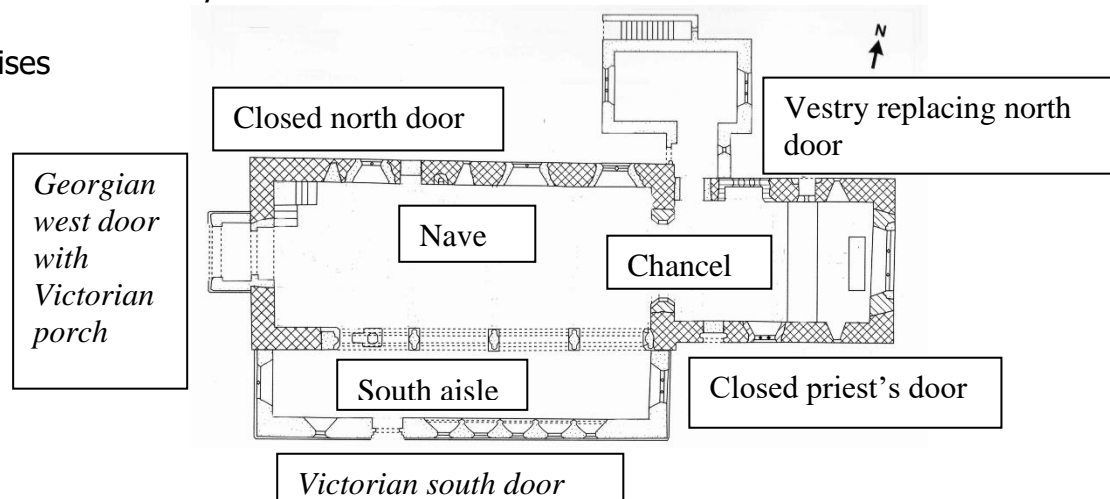 ises
N
Closed north door
Vestry replacing north
door
Georgian
west door
with
Victorian
porch
Nave
Chancel
South aisle
Closed priest’s door
Victorian south door